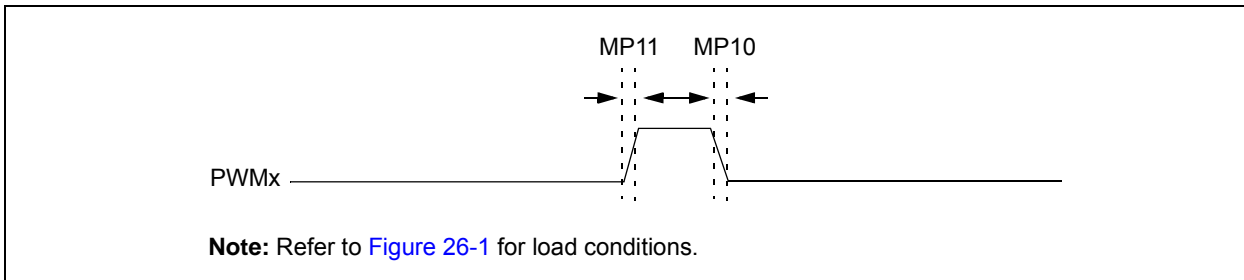 MP11 MP10
PWMx
Note: Refer to Figure 26-1 for load conditions.